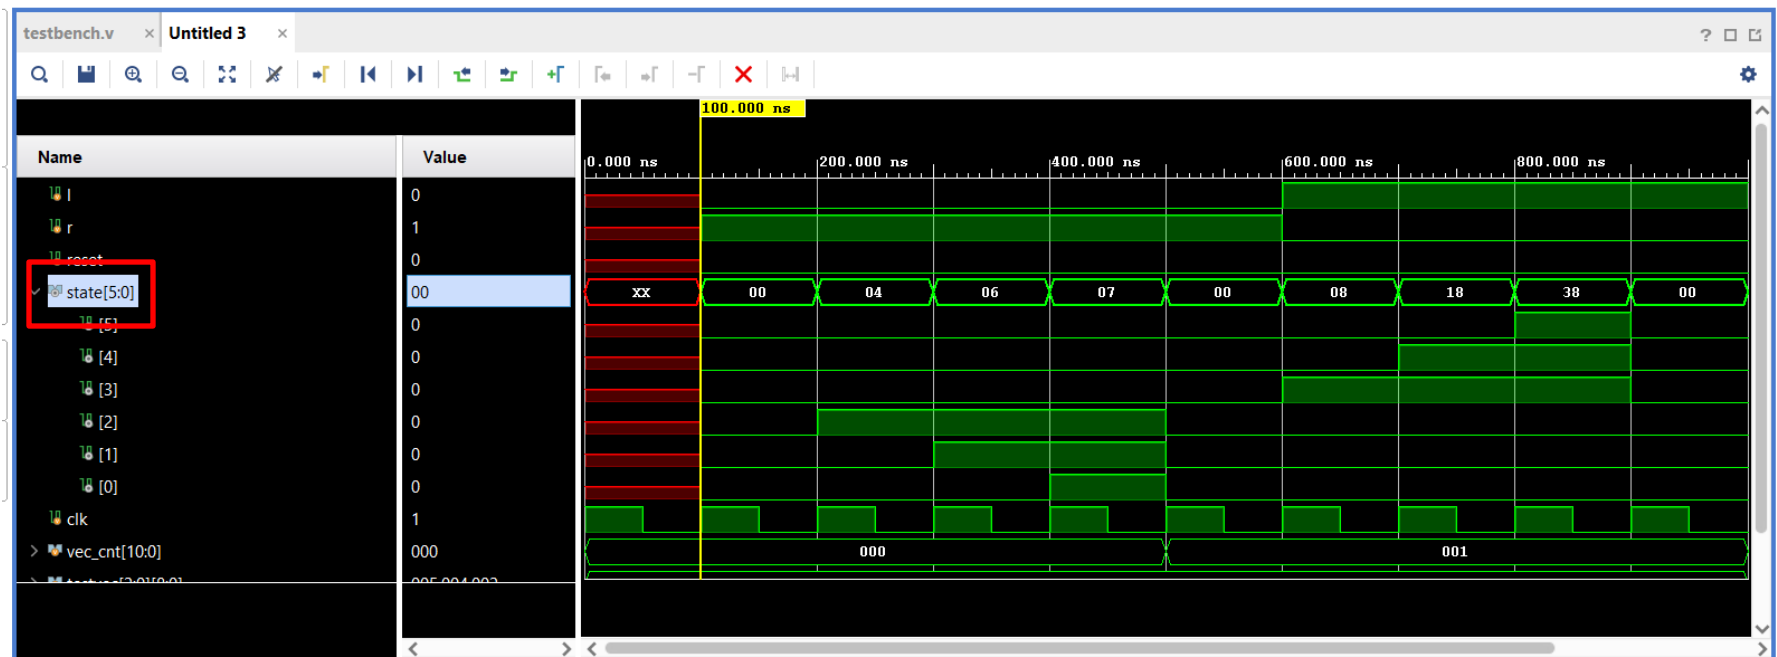 testbench.v × Untitled 3 ×
?
100.000 ns
Name Value
0.000 ns 200.000 ns 400.000 ns 600.000 ns 800.000 ns
l 0
r 1
reset 0
state[5:0] 00 XX 00 04 06 07 00 08 18 38 00
[5] 0
[4] 0
[3] 0
[2] 0
[1] 0
[0] 0
clk 1
vec_cnt[10:0] 000 000 001